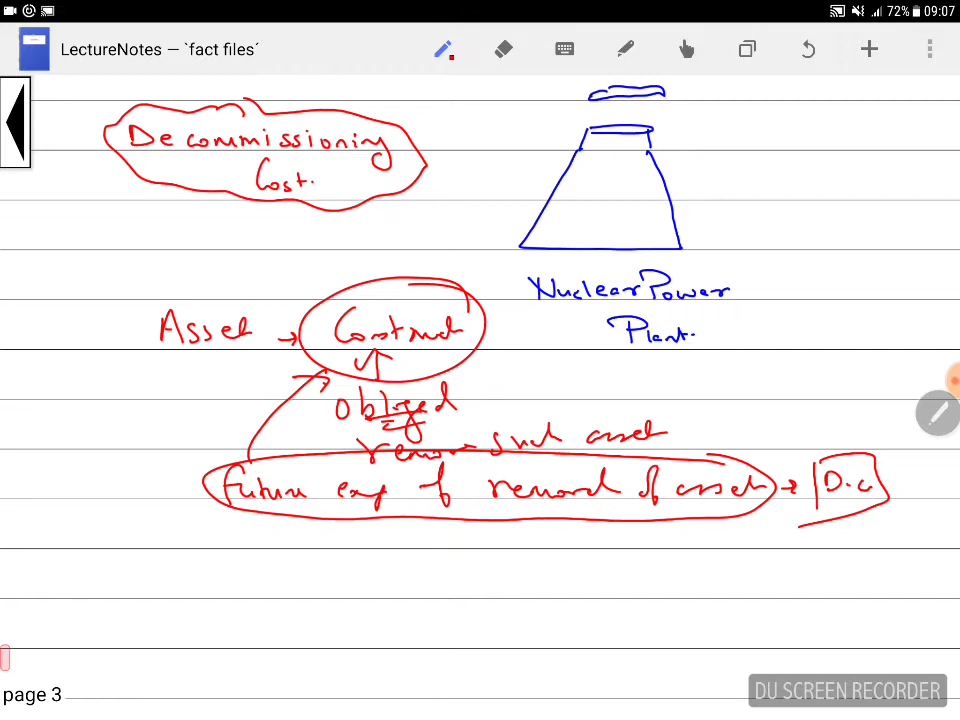 72% 09:07
LectureNotes — `fact files´
Decommissioning
Cost.
Nuclear Power
Plant.
Asset → Construct
Obliged
remove such asset
Future exp of removal of asset → D.C
page 3
DU SCREEN RECORDER